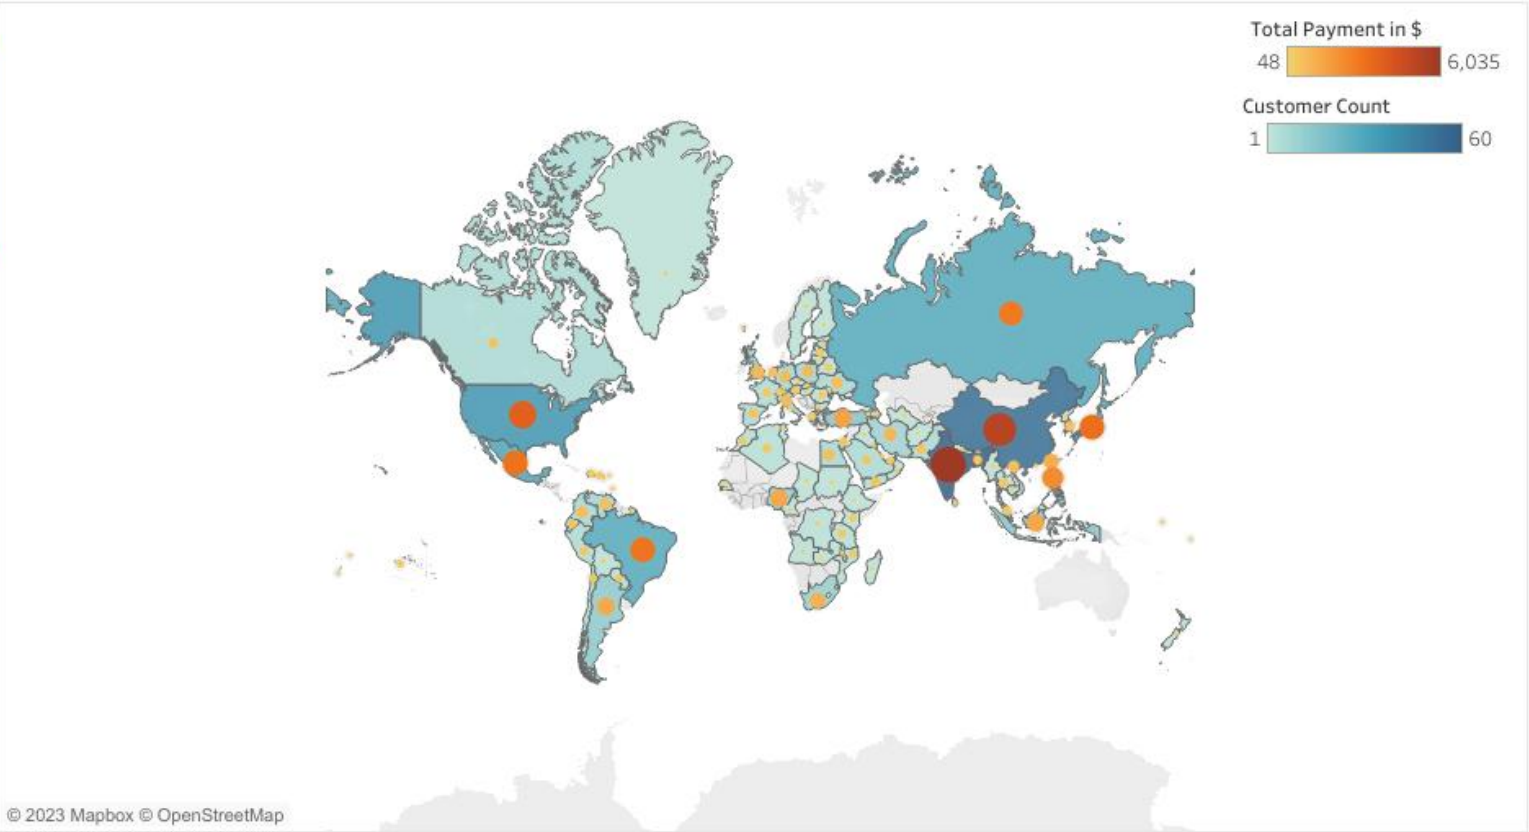 Total Payment in $
48 6,035
Customer Count
1 60
© 2023 Mapbox © OpenStreetMap